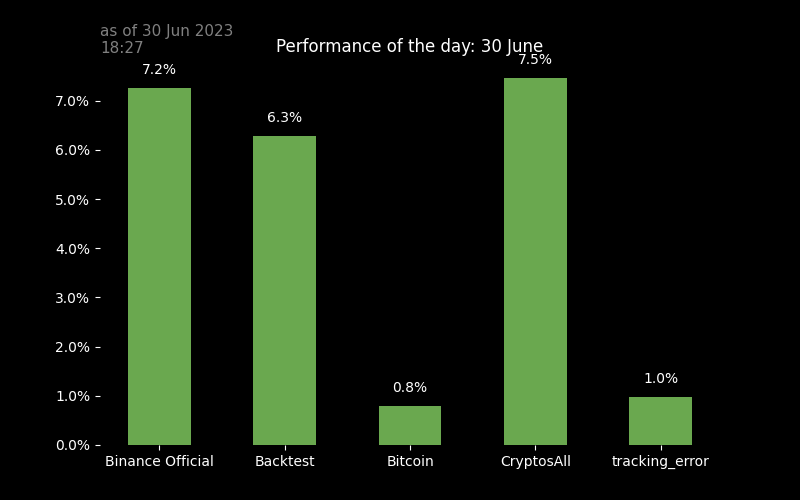 as of 30 Jun 2023
18:27
Performance of the day: 30 June
7.2%
6.3%
0.8%
7.5%
1.0%
7.0%
6.0%
5.0%
4.0%
3.0%
2.0%
1.0%
0.0%
Binance Official
Backtest
Bitcoin
CryptosAll
tracking_error